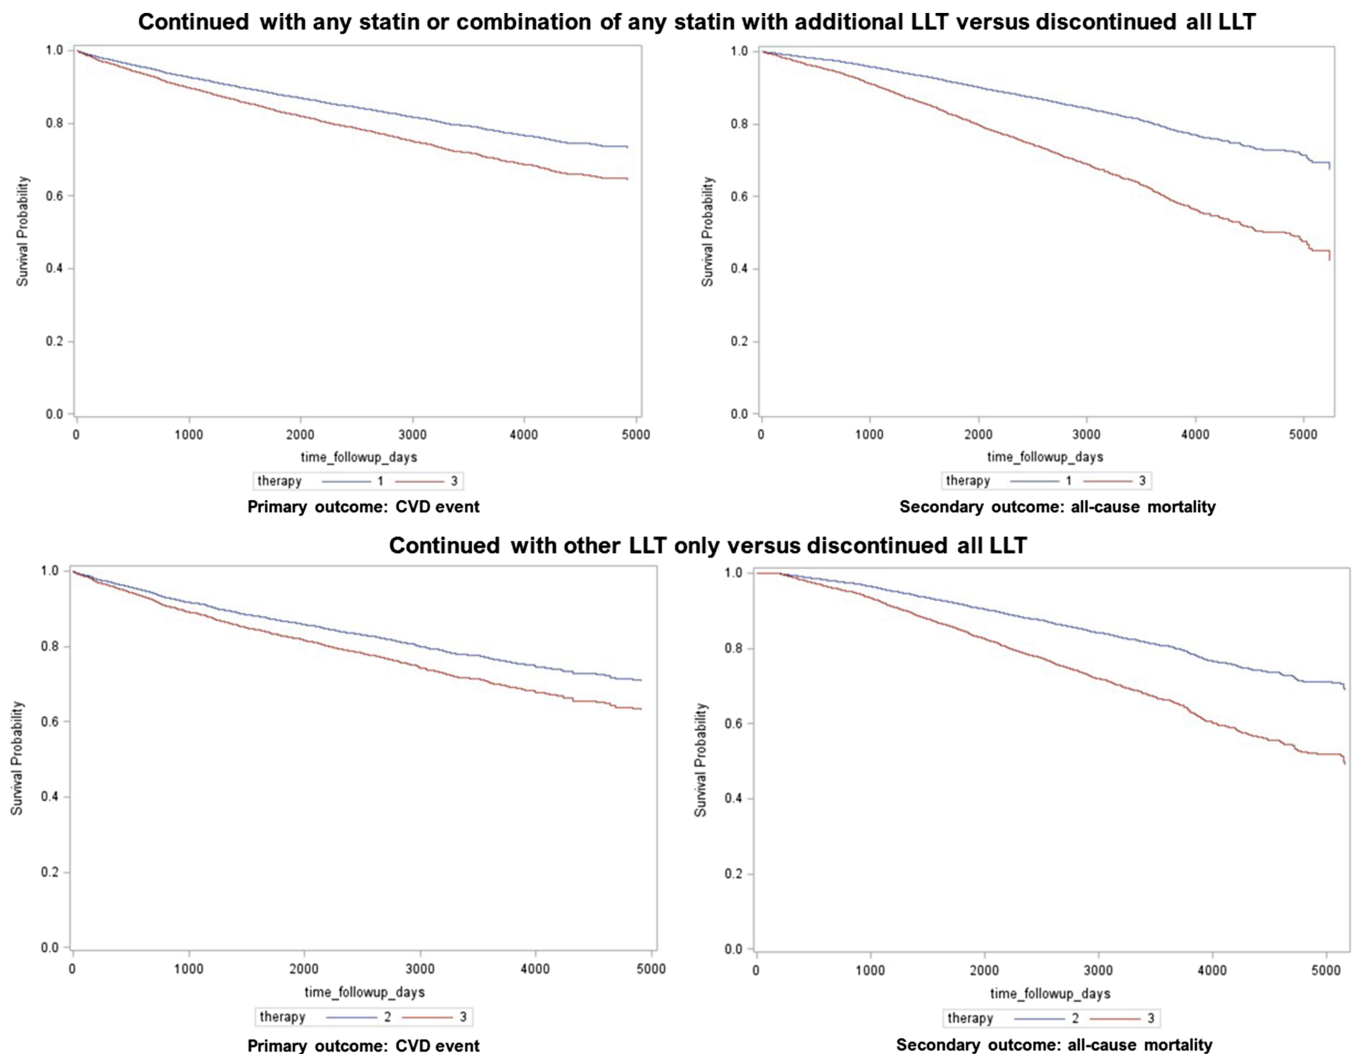 Continued with any statin or combination of any statin with additional LLT versus discontinued all LLT
1.0
0.8
0.6
0.4
0.2
0.0
Survival Probability
0 1000 2000 3000 4000 5000
time_followup_days
therapy 1 3
Primary outcome: CVD event
1.0
0.8
0.6
0.4
0.2
0.0
Survival Probability
0 1000 2000 3000 4000 5000
time_followup_days
therapy 1 3
Secondary outcome: all-cause mortality
Continued with other LLT only versus discontinued all LLT
1.0
0.8
0.6
0.4
0.2
0.0
Survival Probability
0 1000 2000 3000 4000 5000
time_followup_days
therapy 2 3
Primary outcome: CVD event
1.0
0.8
0.6
0.4
0.2
0.0
Survival Probability
0 1000 2000 3000 4000 5000
time_followup_days
therapy 2 3
Secondary outcome: all-cause mortality